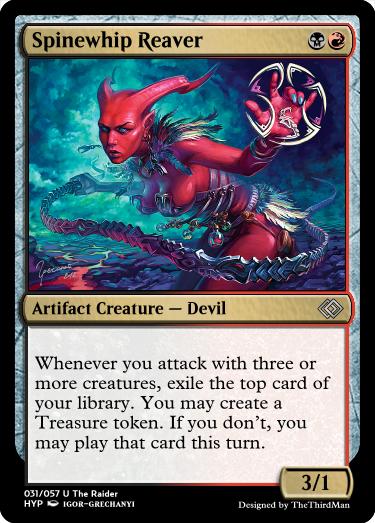 Spinewhip Reaver
Artifact Creature — Devil
Whenever you attack with three or
more creatures, exile the top card of
your library. You may create a
Treasure token. If you don't, you
may play that card this turn.
3/1
031/057 U The Raider
HYP IGOR-GRECHANYI
Designed by TheThirdMan